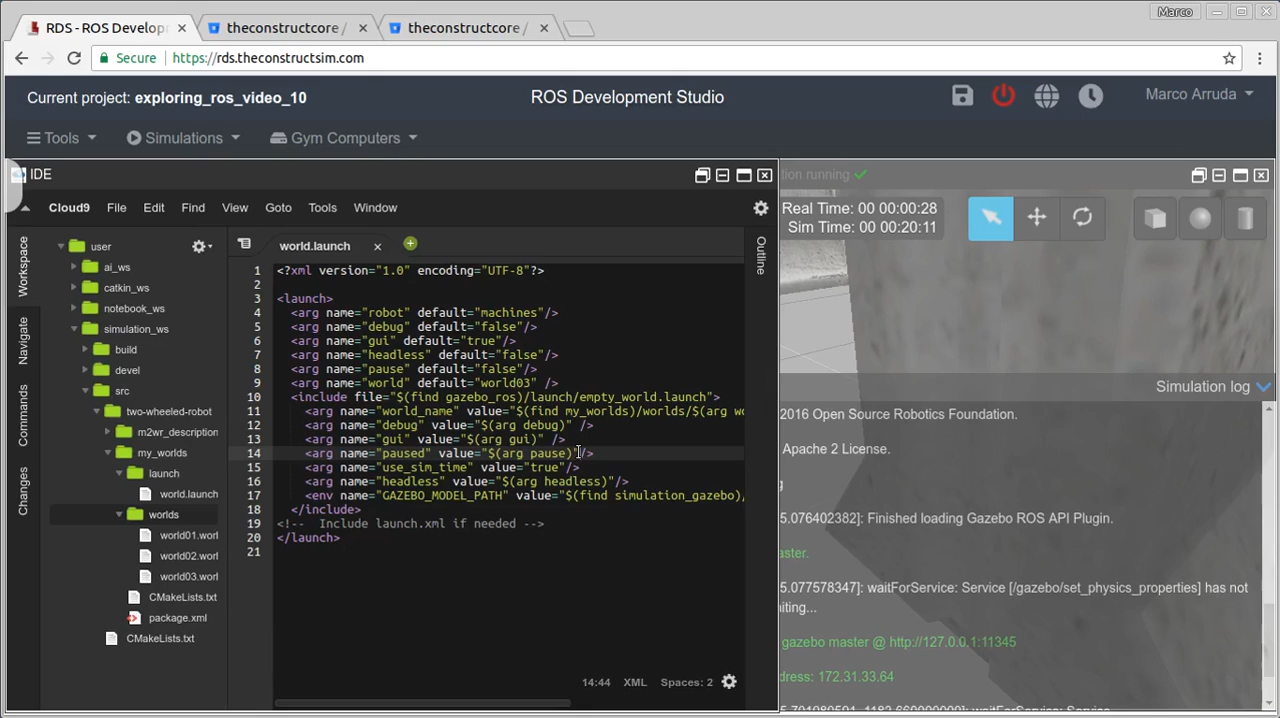 Marco
RDS - ROS Develop
theconstructcore /
theconstructcore /
Secure
https://rds.theconstructsim.com
Current project: exploring_ros_video_10
ROS Development Studio
Marco Arruda
Tools
Simulations
Gym Computers
IDE
tion running
Cloud9
File
Edit
Find
View
Goto
Tools
Window
Real Time: 00 00:00:28
Sim Time: 00 00:20:11
Workspace
Navigate
Commands
Changes
user
ai_ws
catkin_ws
notebook_ws
simulation_ws
build
devel
src
two-wheeled-robot
m2wr_description
my_worlds
launch
world.launch
worlds
world01.worl
world02.worl
world03.worl
CMakeLists.txt
package.xml
CMakeLists.txt
world.launch
Outline
1 <?xml version="1.0" encoding="UTF-8"?>
2
3 <launch>
4 <arg name="robot" default="machines"/>
5 <arg name="debug" default="false"/>
6 <arg name="gui" default="true"/>
7 <arg name="headless" default="false"/>
8 <arg name="pause" default="false"/>
9 <arg name="world" default="world03" />
10 <include file="$(find gazebo_ros)/launch/empty_world.launch">
11 <arg name="world_name" value="$(find my_worlds)/worlds/$(arg wo
12 <arg name="debug" value="$(arg debug)" />
13 <arg name="gui" value="$(arg gui)" />
14 <arg name="paused" value="$(arg pause)"/>
15 <arg name="use_sim_time" value="true"/>
16 <arg name="headless" value="$(arg headless)"/>
17 <env name="GAZEBO_MODEL_PATH" value="$(find simulation_gazebo)/
18 </include>
19 <!-- Include launch.xml if needed -->
20 </launch>
21
14:44
XML
Spaces: 2
Simulation log
2016 Open Source Robotics Foundation.
Apache 2 License.
g
5.076402382]: Finished loading Gazebo ROS API Plugin.
aster.
5.077578347]: waitForService: Service [/gazebo/set_physics_properties] has not
iting...
gazebo master @ http://127.0.0.1:11345
dress: 172.31.33.64